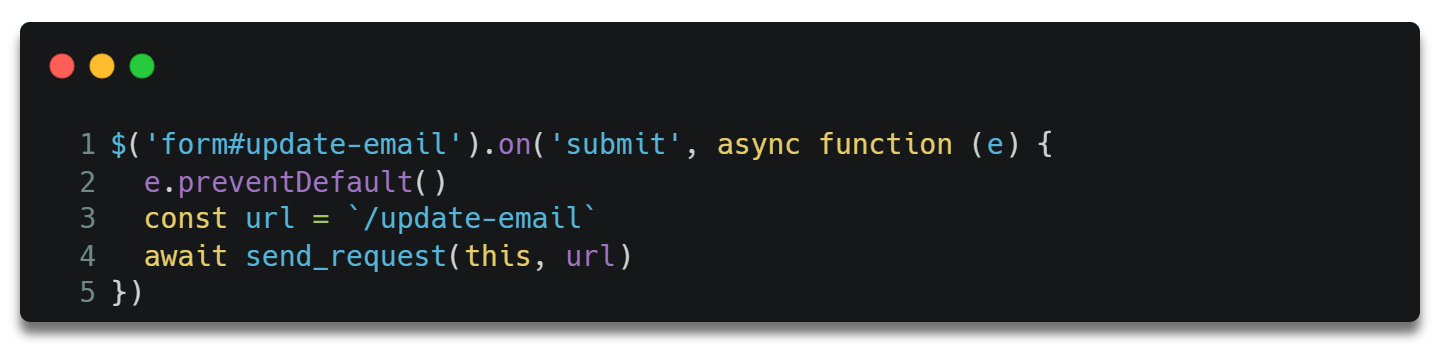 1 $('form#update-email').on('submit', async function (e) {
2   e.preventDefault()
3   const url = `/update-email`
4   await send_request(this, url)
5 })